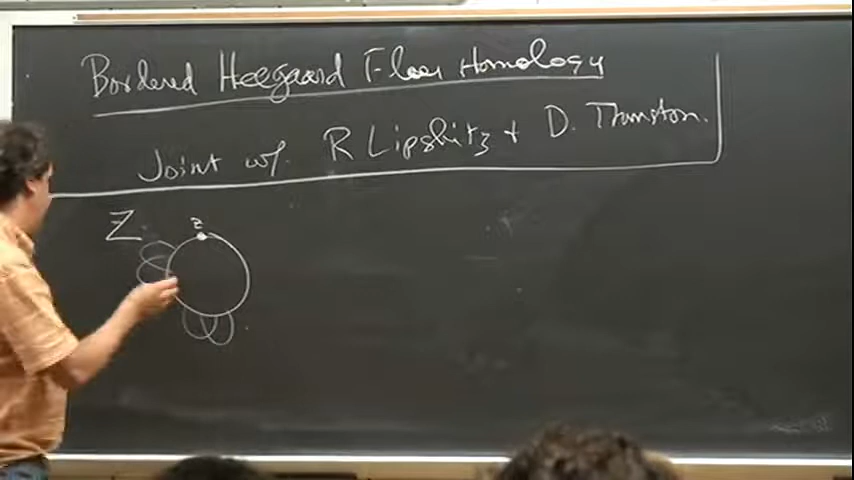 Bordered Heegaard Floer Homology
Joint w/. R Lipshitz + D. Thurston.
Z
z